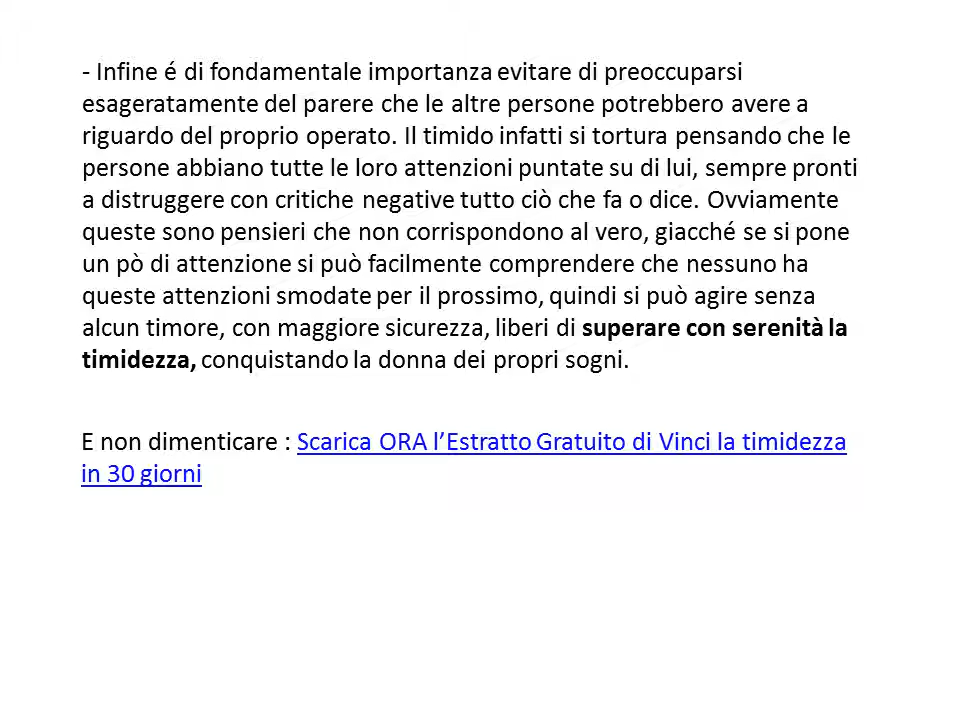 - Infine é di fondamentale importanza evitare di preoccuparsi
esageratamente del parere che le altre persone potrebbero avere a
riguardo del proprio operato. Il timido infatti si tortura pensando che le
persone abbiano tutte le loro attenzioni puntate su di lui, sempre pronti
a distruggere con critiche negative tutto ciò che fa o dice. Ovviamente
queste sono pensieri che non corrispondono al vero, giacché se si pone
un pò di attenzione si può facilmente comprendere che nessuno ha
queste attenzioni smodate per il prossimo, quindi si può agire senza
alcun timore, con maggiore sicurezza, liberi di superare con serenità la
timidezza, conquistando la donna dei propri sogni.
E non dimenticare : Scarica ORA l’Estratto Gratuito di Vinci la timidezza
in 30 giorni